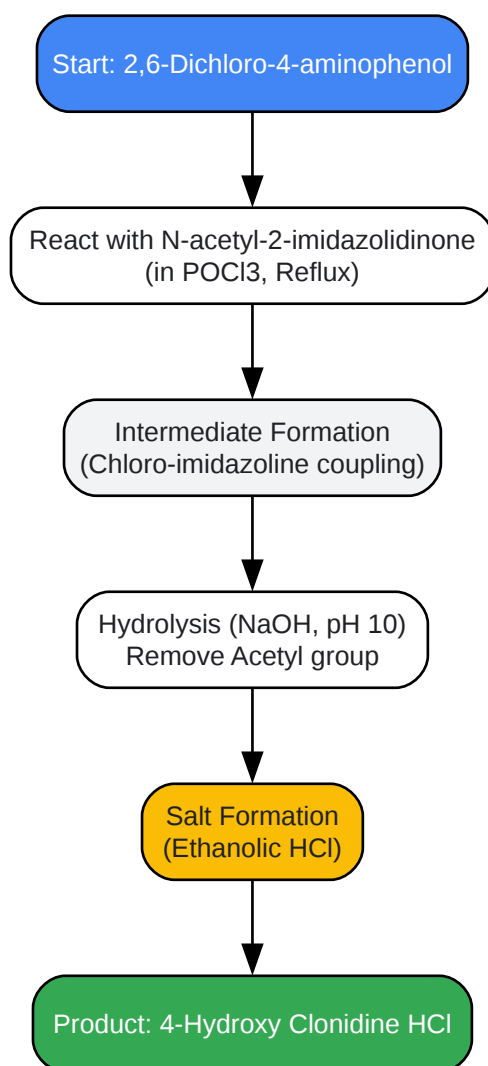 Start: 2,6-Dichloro-4-aminophenol
React with N-acetyl-2-imidazolidinone
(in POCl3, Reflux)
Intermediate Formation
(Chloro-imidazoline coupling)
Hydrolysis (NaOH, pH 10)
Remove Acetyl group
Salt Formation
(Ethanolic HCl)
Product: 4-Hydroxy Clonidine HCl